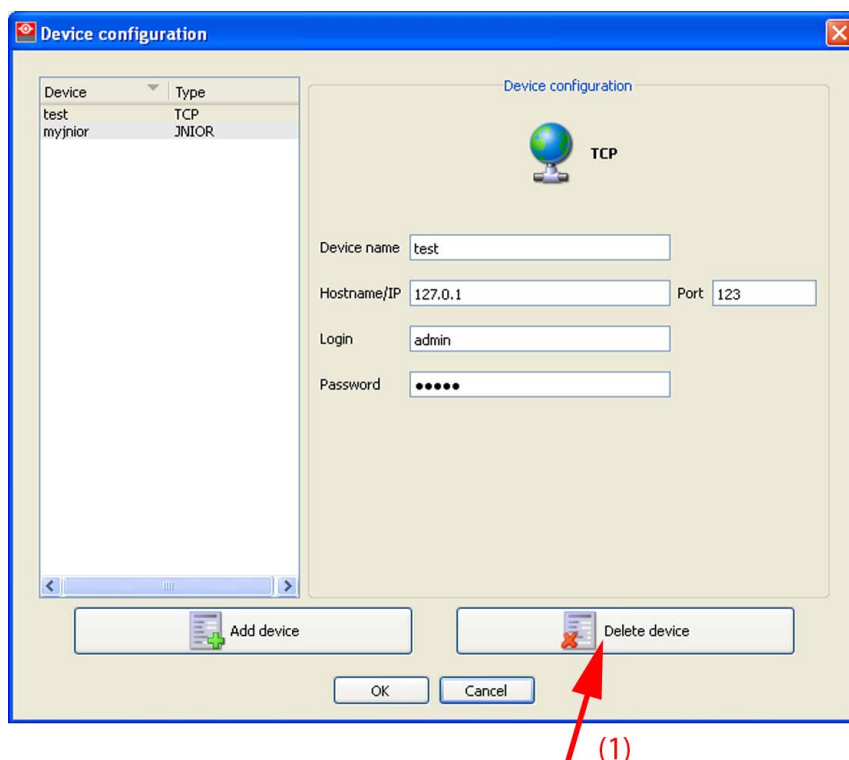 Device configuration
Device Type
test TCP
myjnior JNIOR
Device configuration
TCP
Device name test
Hostname/IP 127.0.1 Port 123
Login admin
Password •••••
Add device Delete device
OK Cancel
(1)